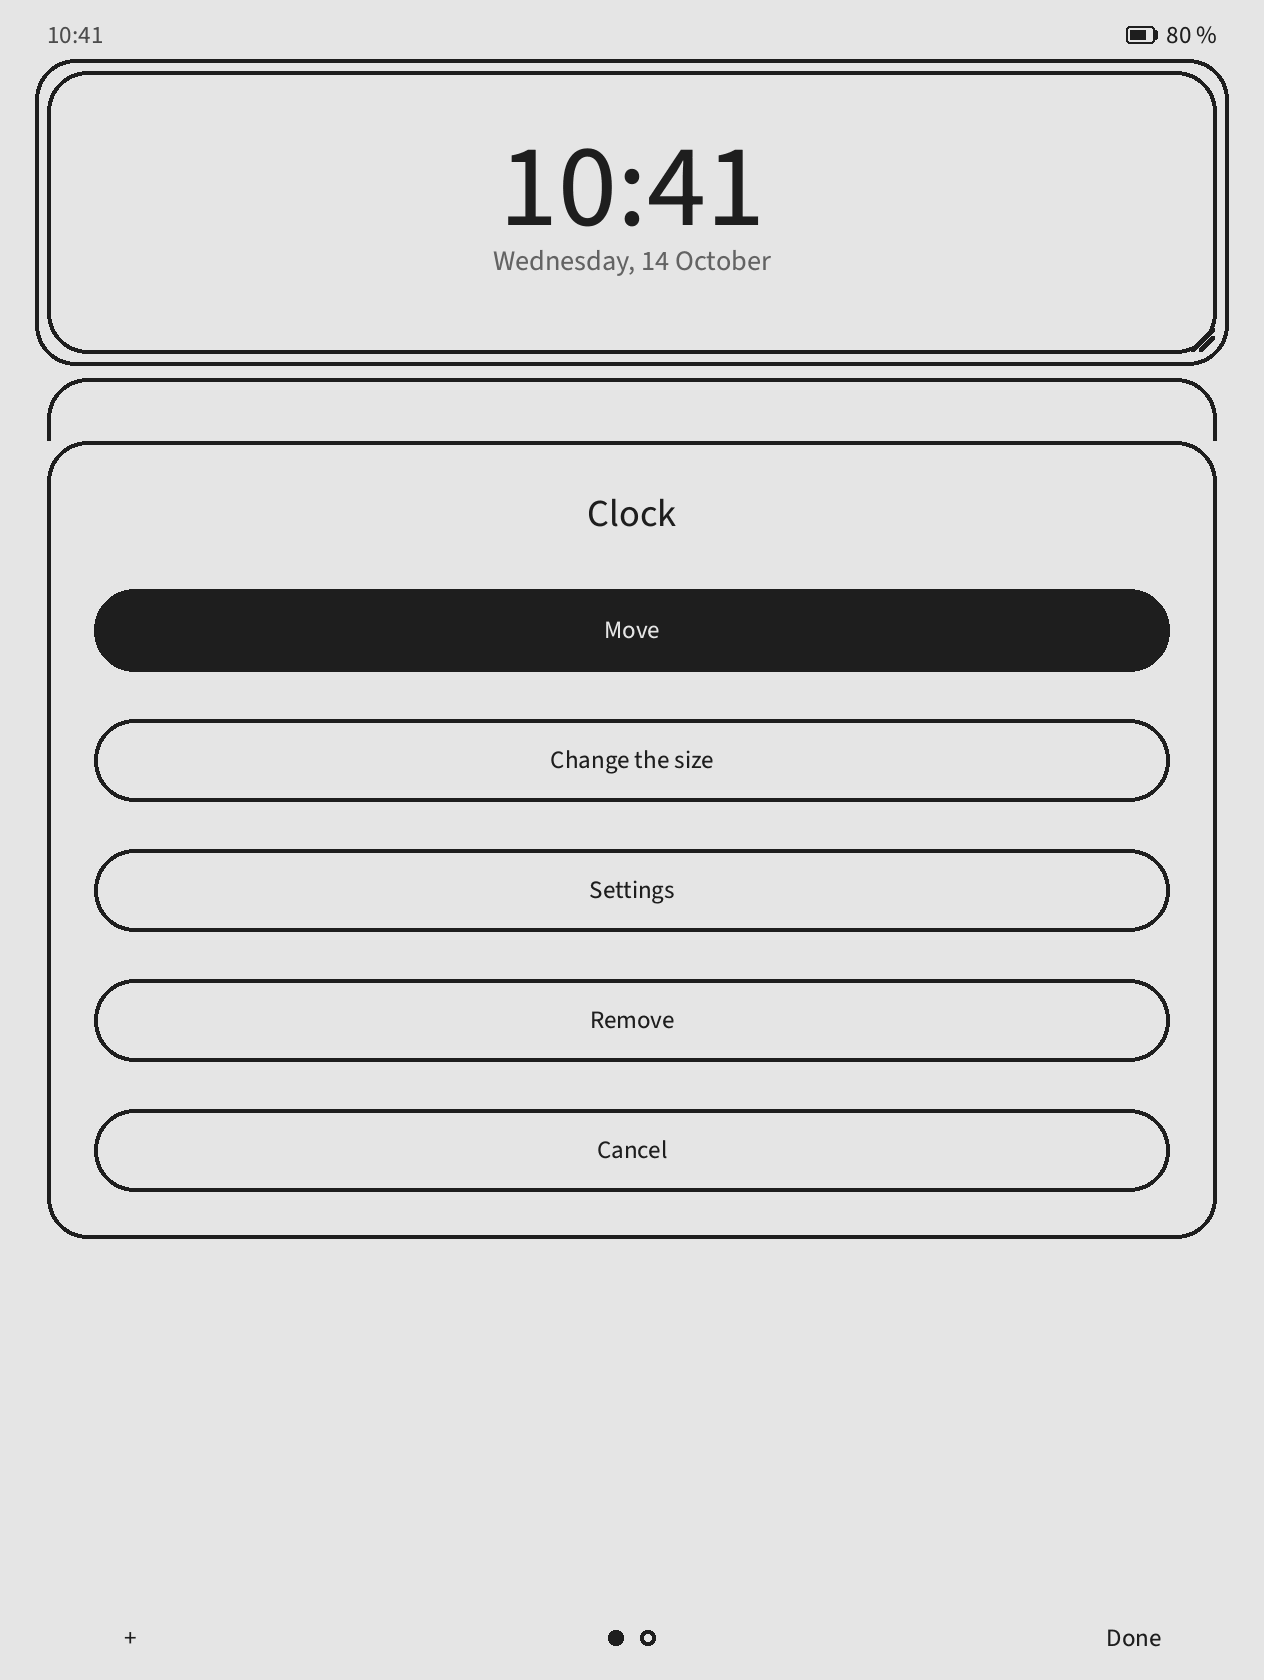 10:41
80 %
10:41
Wednesday, 14 October
Clock
Move
Change the size
Settings
Remove
Cancel
+
Done